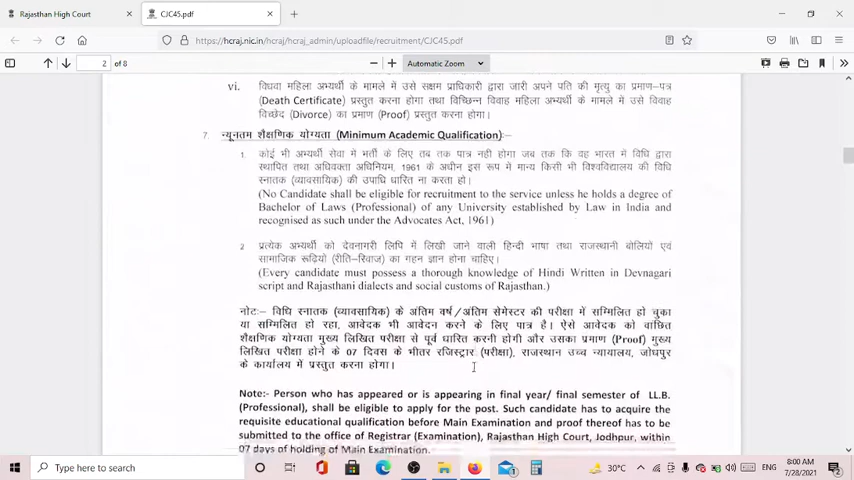 Rajasthan High Court
CJC45.pdf
https://hcraj.nic.in/hcraj/hcraj_admin/uploadfile/recruitment/CJC45.pdf
2 of 8
Automatic Zoom
vi. विधवा महिला अभ्यर्थी के मामले में उसे सक्षम प्राधिकारी द्वारा जारी अपने पति की मृत्यु का प्रमाण-पत्र
(Death Certificate) प्रस्तुत करना होगा तथा विछिन्न विवाह महिला अभ्यर्थी के मामले में उसे विवाह
विच्छेद (Divorce) का प्रमाण (Proof) प्रस्तुत करना होगा।
7. न्यूनतम शैक्षणिक योग्यता (Minimum Academic Qualification):-
1. कोई भी अभ्यर्थी सेवा में भर्ती के लिए तब तक पात्र नही होगा जब तक कि वह भारत में विधि द्वारा
स्थापित तथा अधिवक्ता अधिनियम, 1961 के अधीन इस रूप में मान्य किसी भी विश्वविद्यालय की विधि
स्नातक (व्यावसायिक) की उपाधि धारित ना करता हो।
(No Candidate shall be eligible for recruitment to the service unless he holds a degree of
Bachelor of Laws (Professional) of any University established by Law in India and
recognised as such under the Advocates Act, 1961)
2 प्रत्येक अभ्यर्थी को देवनागरी लिपि में लिखी जाने वाली हिन्दी भाषा तथा राजस्थानी बोलियों एवं
सामाजिक रूढ़ियो (रीति-रिवाज) का गहन ज्ञान होना चाहिए।
(Every candidate must possess a thorough knowledge of Hindi Written in Devnagari
script and Rajasthani dialects and social customs of Rajasthan.)
नोटः- विधि स्नातक (व्यावसायिक) के अंतिम वर्ष/अंतिम सेमेस्टर की परीक्षा में सम्मिलित हो चुका
या सम्मिलित हो रहा, आवेदक भी आवेदन करने के लिए पात्र है। ऐसे आवेदक को वांछित
शैक्षणिक योग्यता मुख्य लिखित परीक्षा से पूर्व धारित करनी होगी और उसका प्रमाण (Proof) मुख्य
लिखित परीक्षा होने के 07 दिवस के भीतर रजिस्ट्रार (परीक्षा), राजस्थान उच्च न्यायालय, जोधपुर
के कार्यालय में प्रस्तुत करना होगा।
Note:- Person who has appeared or is appearing in final year/ final semester of LL.B.
(Professional), shall be eligible to apply for the post. Such candidate has to acquire the
requisite educational qualification before Main Examination and proof thereof has to be
submitted to the office of Registrar (Examination), Rajasthan High Court, Jodhpur, within
07 days of holding of Main Examination.
Type here to search
30°C
ENG
8:00 AM
7/28/2021